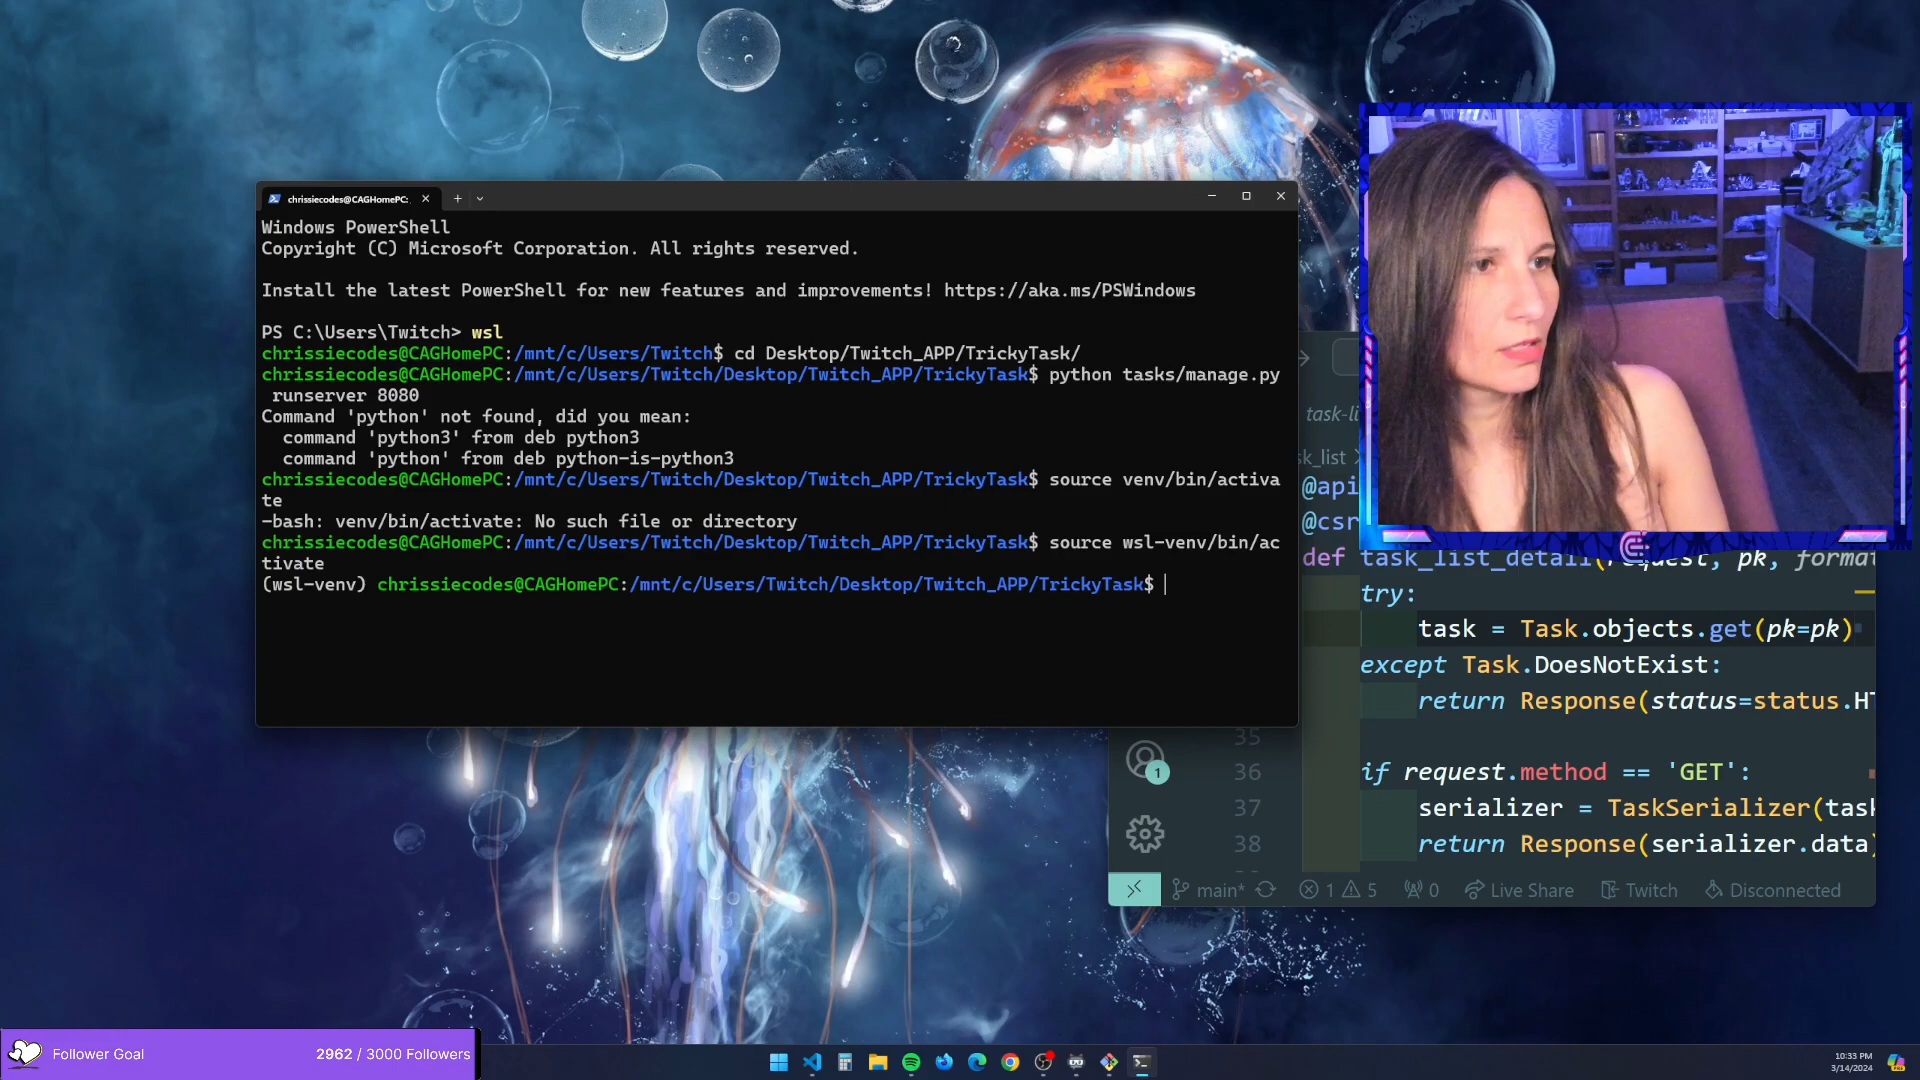 chrissiecodes@CAGHomePC:
Windows PowerShell
Copyright (C) Microsoft Corporation. All rights reserved.
Install the latest PowerShell for new features and improvements! https://aka.ms/PSWindows
PS C:\Users\Twitch> wsl
chrissiecodes@CAGHomePC:/mnt/c/Users/Twitch$ cd Desktop/Twitch_APP/TrickyTask/
chrissiecodes@CAGHomePC:/mnt/c/Users/Twitch/Desktop/Twitch_APP/TrickyTask$ python tasks/manage.py
runserver 8080
Command 'python' not found, did you mean:
command 'python3' from deb python3
command 'python' from deb python-is-python3
chrissiecodes@CAGHomePC:/mnt/c/Users/Twitch/Desktop/Twitch_APP/TrickyTask$ source venv/bin/activa
te
-bash: venv/bin/activate: No such file or directory
chrissiecodes@CAGHomePC:/mnt/c/Users/Twitch/Desktop/Twitch_APP/TrickyTask$ source wsl-venv/bin/ac
tivate
(wsl-venv) chrissiecodes@CAGHomePC:/mnt/c/Users/Twitch/Desktop/Twitch_APP/TrickyTask$
task-li
sk_list >
@api
@csr
def task_list_detail(request, pk, format
try:
task = Task.objects.get(pk=pk)
except Task.DoesNotExist:
return Response(status=status.HT
35
36 if request.method == 'GET':
37 serializer = TaskSerializer(task
38 return Response(serializer.data)
1
main* 1 5 0 Live Share Twitch Disconnected
Follower Goal 2962 / 3000 Followers
10:33 PM
3/14/2024